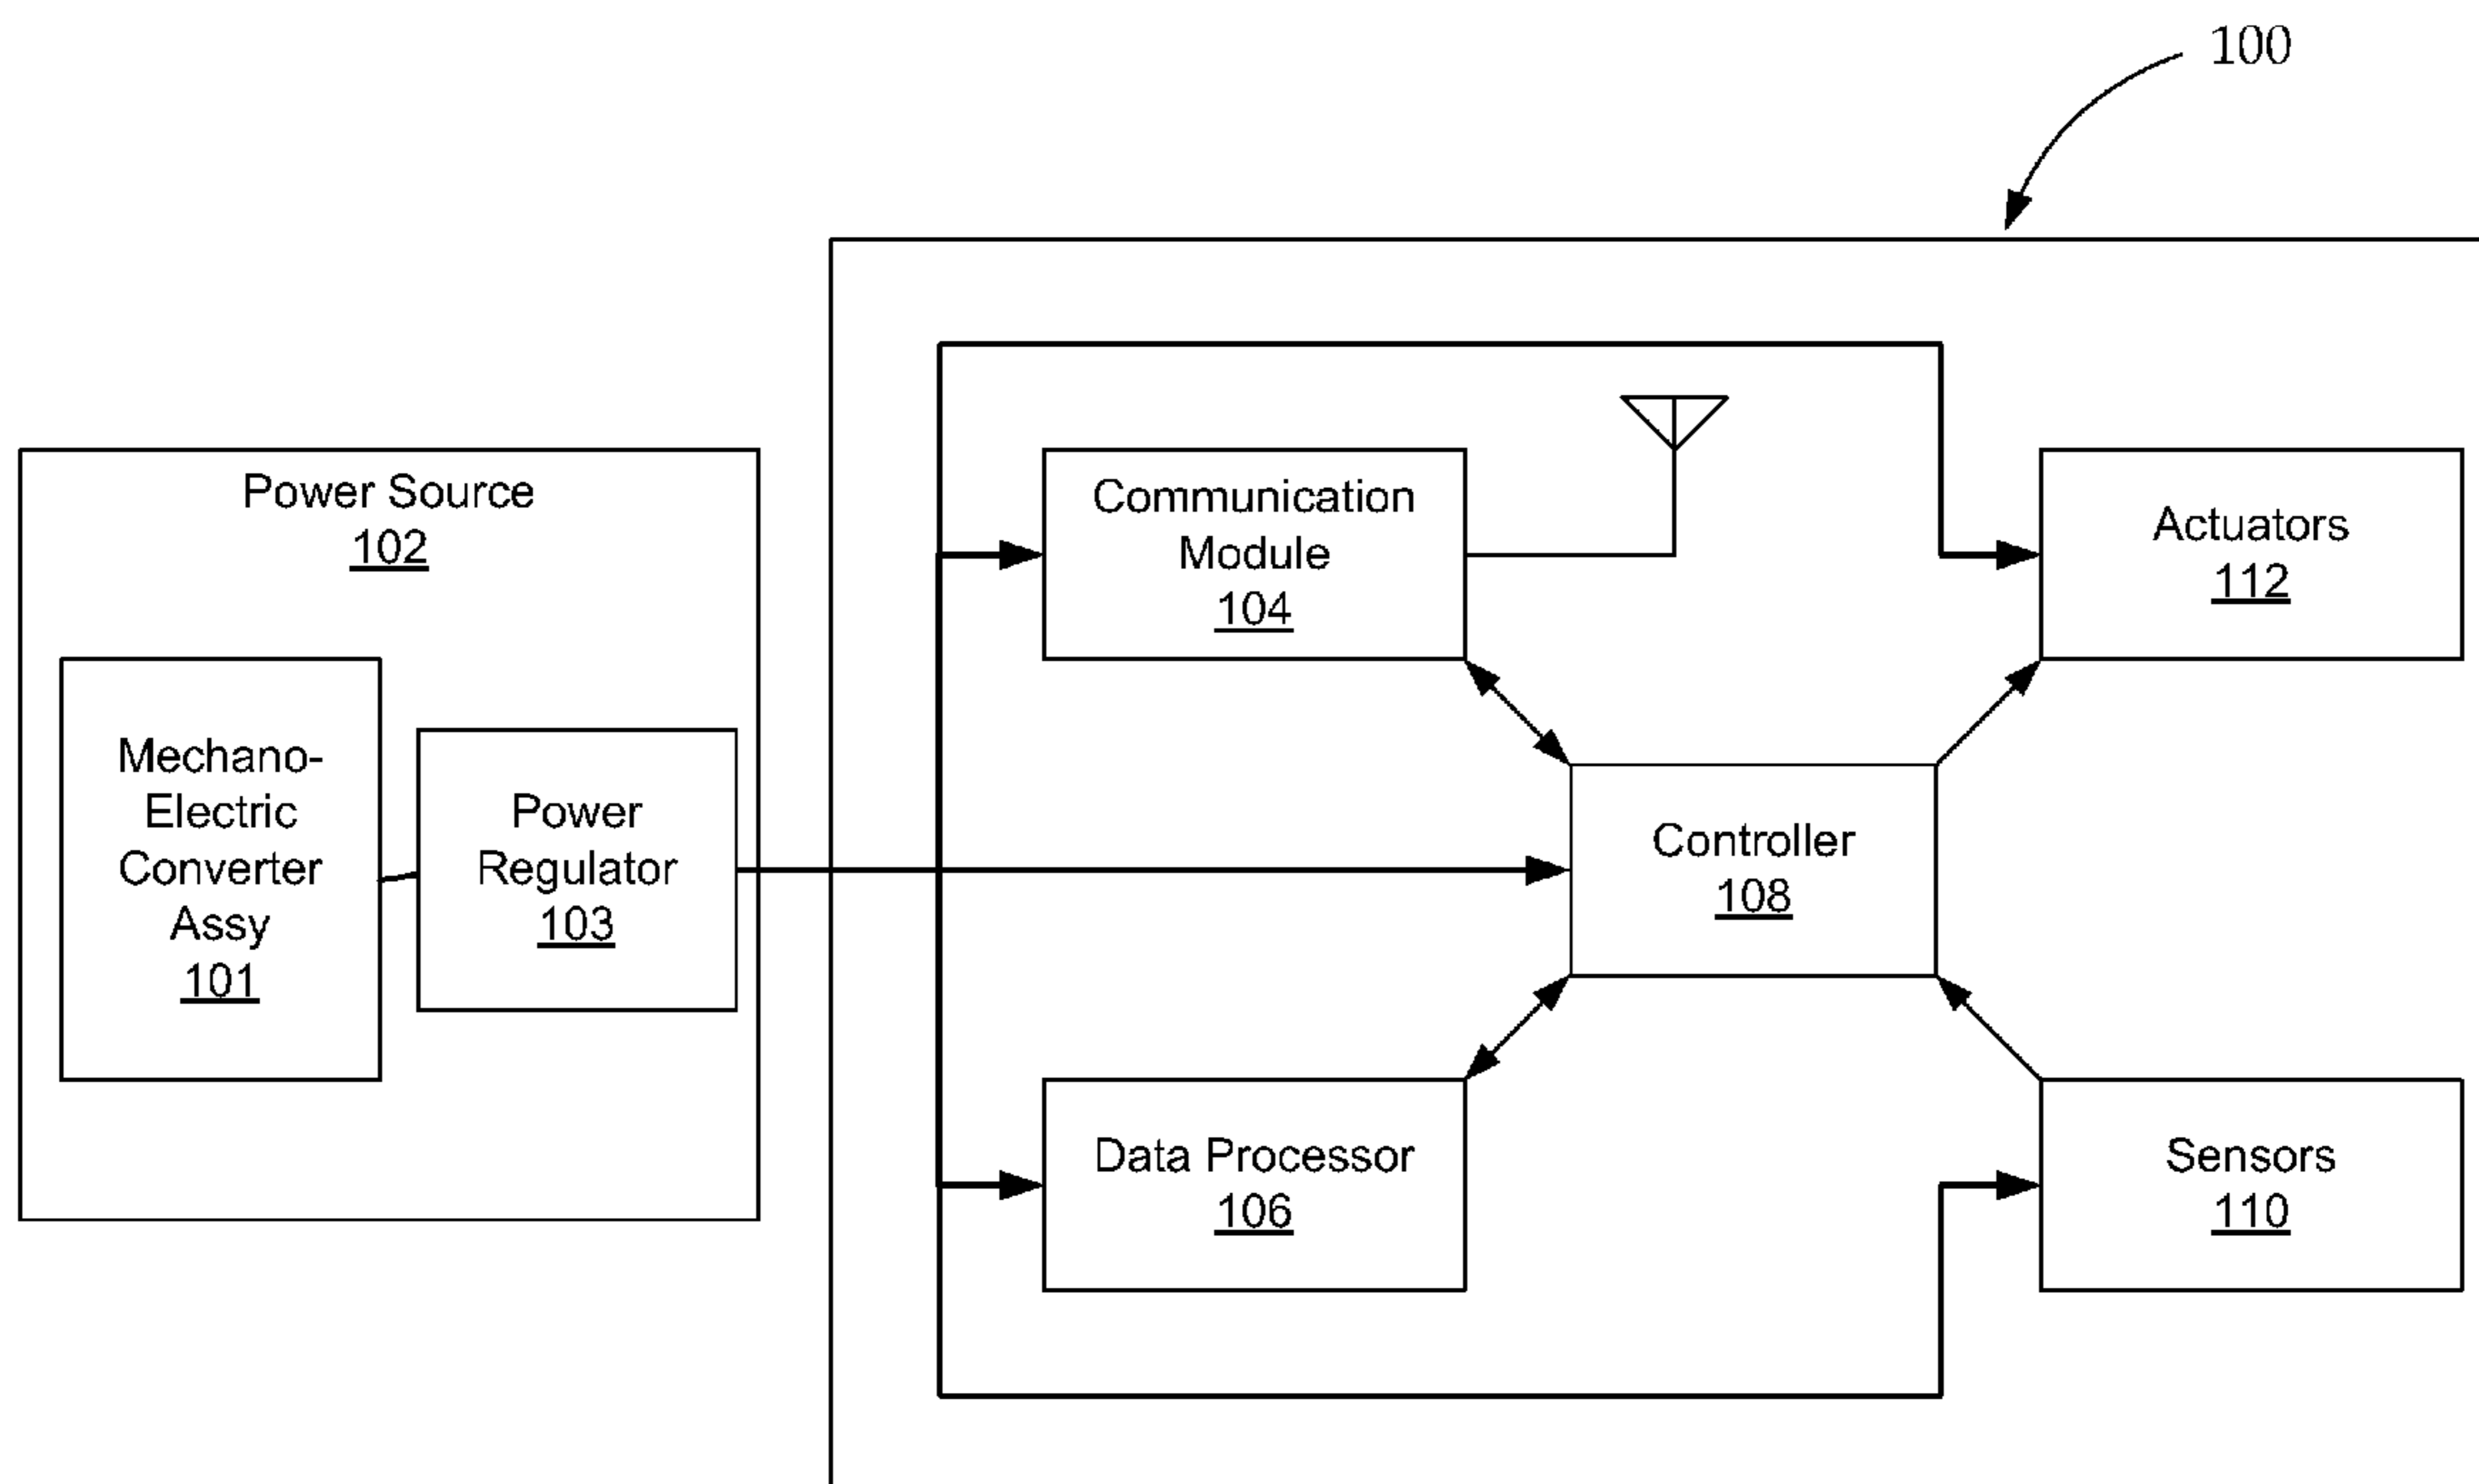 100
Power Source
102
Mechano-
Electric
Converter
Assy
101
Power
Regulator
103
Communication
Module
104
Actuators
112
Controller
108
Data Processor
106
Sensors
110